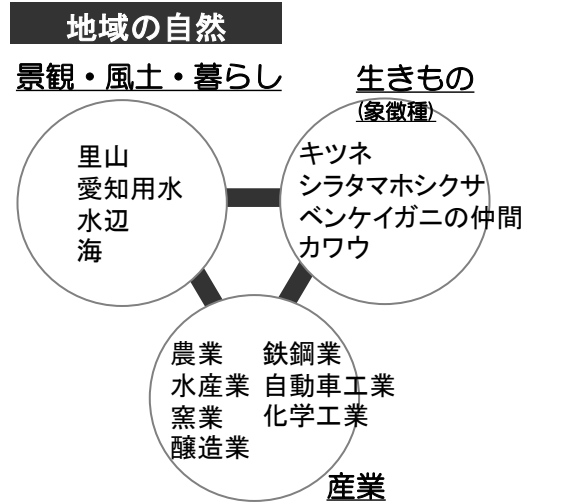 地域の自然
景観・風土・暮らし
里山
愛知用水
水辺
海
生きもの
(象徴種)
キツネ
シラタマホシクサ
ベンケイガニの仲間
カワウ
農業
水産業
窯業
醸造業
鉄鋼業
自動車工業
化学工業
産業